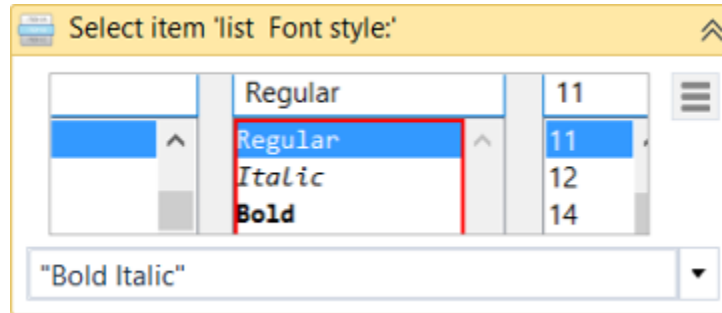 Select item 'list  Font style:'
Regular 11
Regular 11
Italic 12
Bold 14
"Bold Italic"